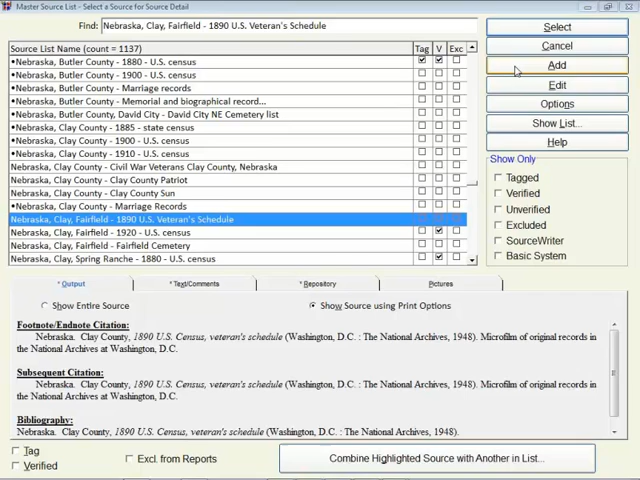 Master Source List - Select a Source for Source Detail
Find: Nebraska, Clay, Fairfield - 1890 U.S. Veteran's Schedule
Source List Name (count = 1137) Tag V Exc
•Nebraska, Butler County - 1880 - U.S. census
•Nebraska, Butler County - 1900 - U.S. census
•Nebraska, Butler County - Marriage records
•Nebraska, Butler County - Memorial and biographical record...
•Nebraska, Butler County, David City - David City NE Cemetery list
•Nebraska, Clay County - 1885 - state census
•Nebraska, Clay County - 1900 - U.S. census
•Nebraska, Clay County - 1910 - U.S. census
Nebraska, Clay County - Civil War Veterans Clay County, Nebraska
Nebraska, Clay County - Clay County Patriot
Nebraska, Clay County - Clay County Sun
•Nebraska, Clay County - Marriage Records
Nebraska, Clay, Fairfield - 1890 U.S. Veteran's Schedule
Nebraska, Clay, Fairfield - 1920 - U.S. census
Nebraska, Clay, Fairfield - Fairfield Cemetery
Nebraska, Clay, Spring Ranche - 1880 - U.S. census
Select
Cancel
Add
Edit
Options
Show List...
Help
Show Only
Tagged
Verified
Unverified
Excluded
SourceWriter
Basic System
* Output * Text/Comments * Repository Pictures
Show Entire Source Show Source using Print Options
Footnote/Endnote Citation:
Nebraska. Clay County, 1890 U.S. Census, veteran's schedule (Washington, D.C. : The National Archives, 1948). Microfilm of original records in
the National Archives at Washington, D.C.
Subsequent Citation:
Nebraska. Clay County, 1890 U.S. Census, veteran's schedule (Washington, D.C. : The National Archives, 1948). Microfilm of original records in
the National Archives at Washington, D.C.
Bibliography:
Nebraska. Clay County. 1890 U.S. Census, veteran's schedule. Washington, D.C. : The National Archives, 1948.
Tag
Verified
Excl. from Reports
Combine Highlighted Source with Another in List...